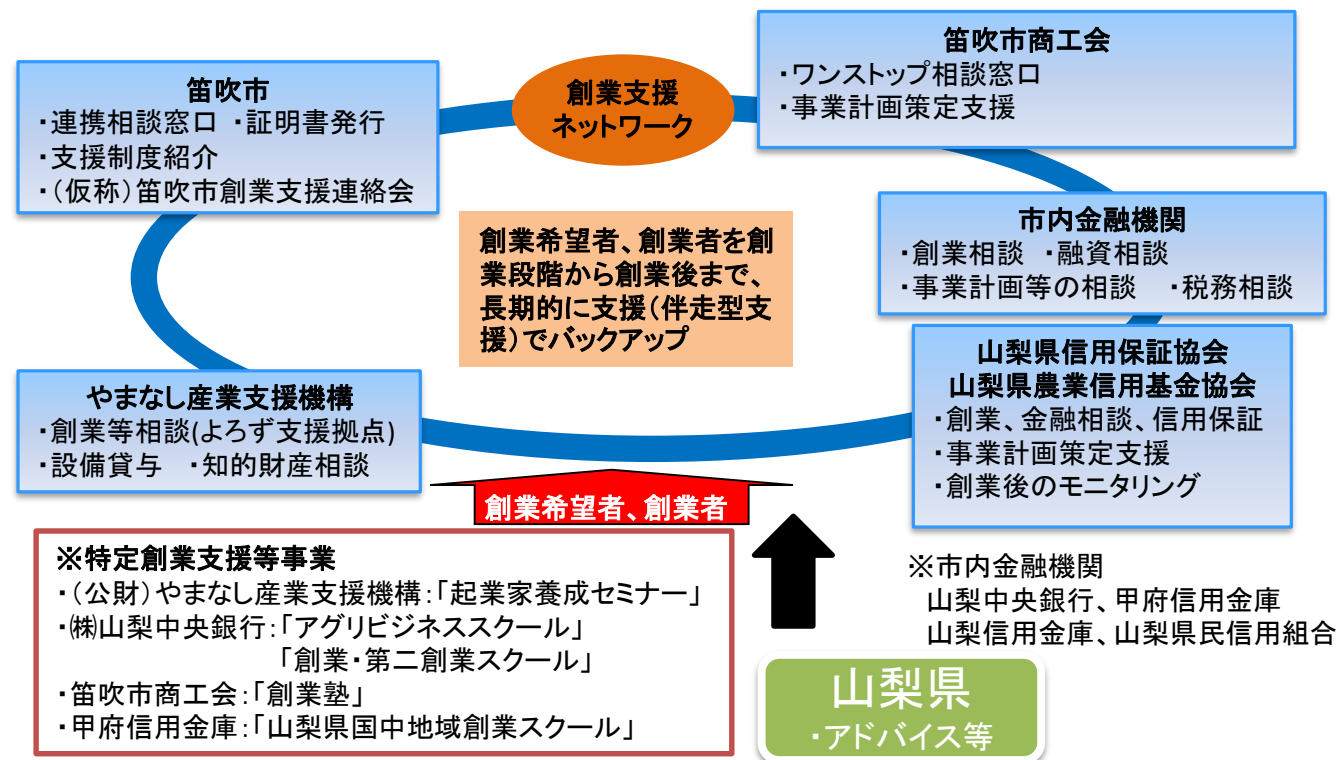 創業支援
ネットワーク
笛吹市
・連携相談窓口 ・証明書発行
・支援制度紹介
・(仮称)笛吹市創業支援連絡会
笛吹市商工会
・ワンストップ相談窓口
・事業計画策定支援
市内金融機関
・創業相談 ・融資相談
・事業計画等の相談 ・税務相談
創業希望者、創業者を創
業段階から創業後まで、
長期的に支援(伴走型支
援)でバックアップ
山梨県信用保証協会
山梨県農業信用基金協会
・創業、金融相談、信用保証
・事業計画策定支援
・創業後のモニタリング
やまなし産業支援機構
・創業等相談(よろず支援拠点)
・設備貸与 ・知的財産相談
創業希望者、創業者
※特定創業支援等事業
・(公財)やまなし産業支援機構:「起業家養成セミナー」
・㈱山梨中央銀行:「アグリビジネススクール」
「創業・第二創業スクール」
・笛吹市商工会:「創業塾」
・甲府信用金庫:「山梨県国中地域創業スクール」
※市内金融機関
山梨中央銀行、甲府信用金庫
山梨信用金庫、山梨県民信用組合
山梨県
・アドバイス等